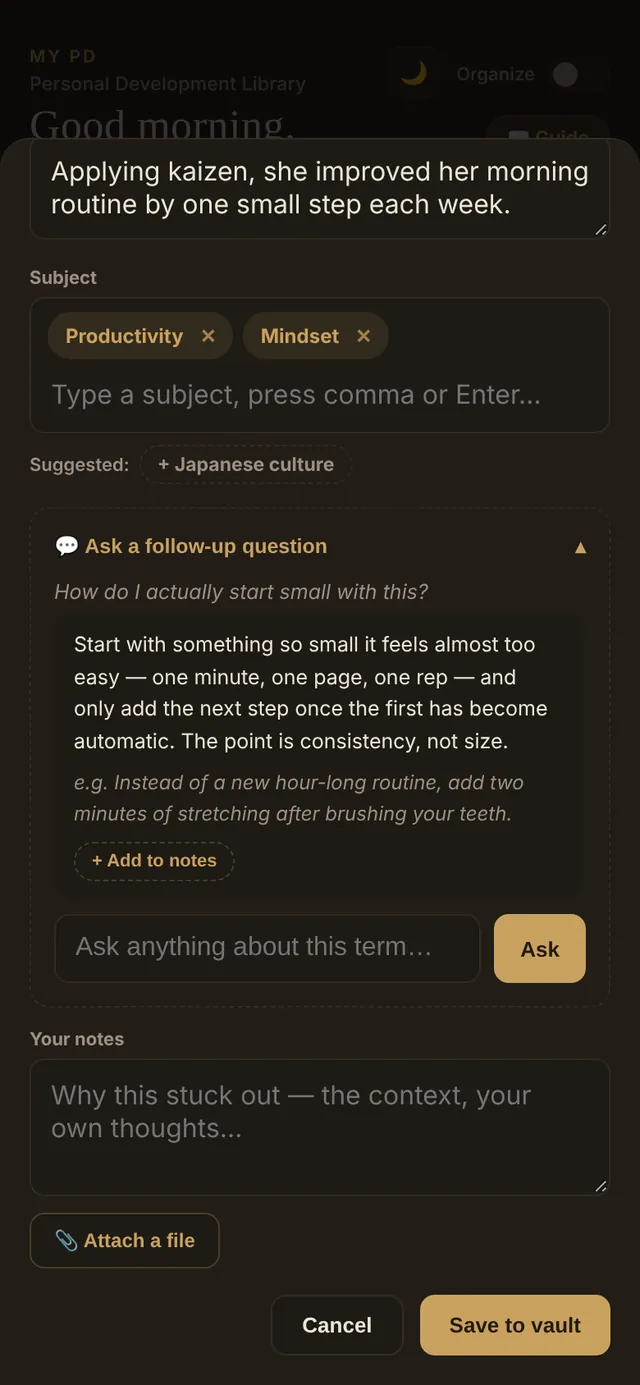 MY PD
Personal Development Library
Organize
Good morning.
Guide
Applying kaizen, she improved her morning
routine by one small step each week.
Subject
Productivity ✕ Mindset ✕
Type a subject, press comma or Enter...
Suggested: + Japanese culture
💬 Ask a follow-up question ▲
How do I actually start small with this?
Start with something so small it feels almost too
easy — one minute, one page, one rep — and
only add the next step once the first has become
automatic. The point is consistency, not size.
e.g. Instead of a new hour-long routine, add two
minutes of stretching after brushing your teeth.
+ Add to notes
Ask anything about this term...
Ask
Your notes
Why this stuck out — the context, your
own thoughts...
📎 Attach a file
Cancel
Save to vault